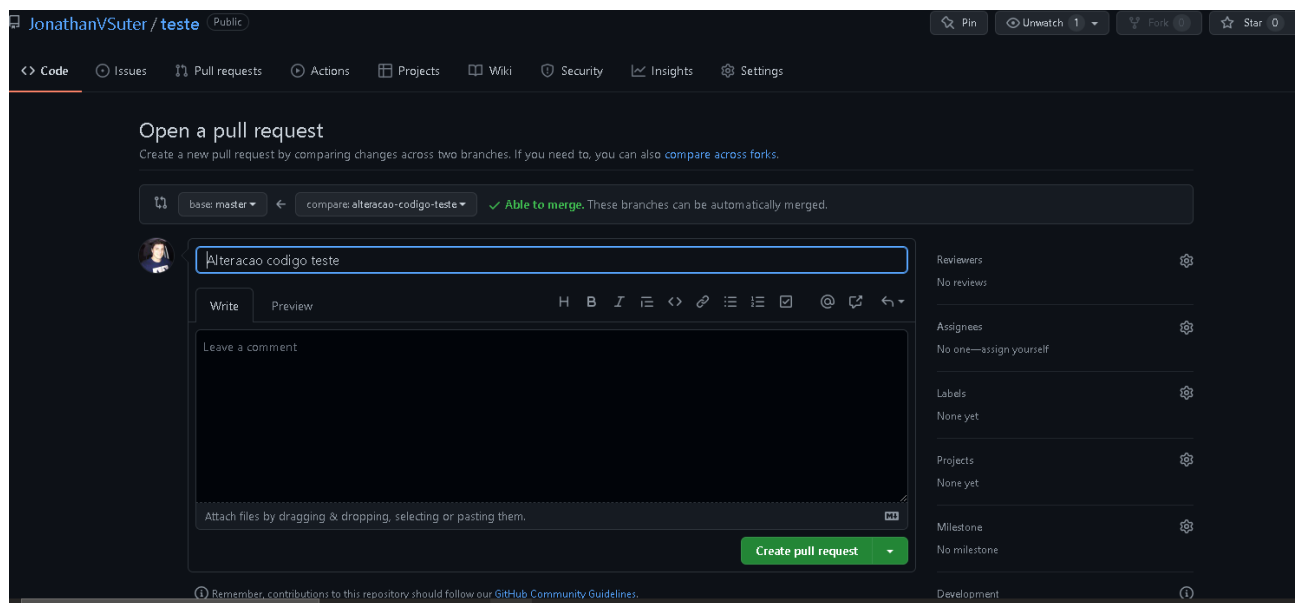 JonathanVSuter / teste Public
Pin Unwatch 1 Fork 0 Star 0
Code Issues Pull requests Actions Projects Wiki Security Insights Settings
Open a pull request
Create a new pull request by comparing changes across two branches. If you need to, you can also compare across forks.
base: master compare: alteracao-codigo-teste Able to merge. These branches can be automatically merged.
Alteracao codigo teste
Write Preview
Leave a comment
Attach files by dragging & dropping, selecting or pasting them.
Create pull request
Reviewers
No reviews
Assignees
No one—assign yourself
Labels
None yet
Projects
None yet
Milestone
No milestone
Remember, contributions to this repository should follow our GitHub Community Guidelines.
Development